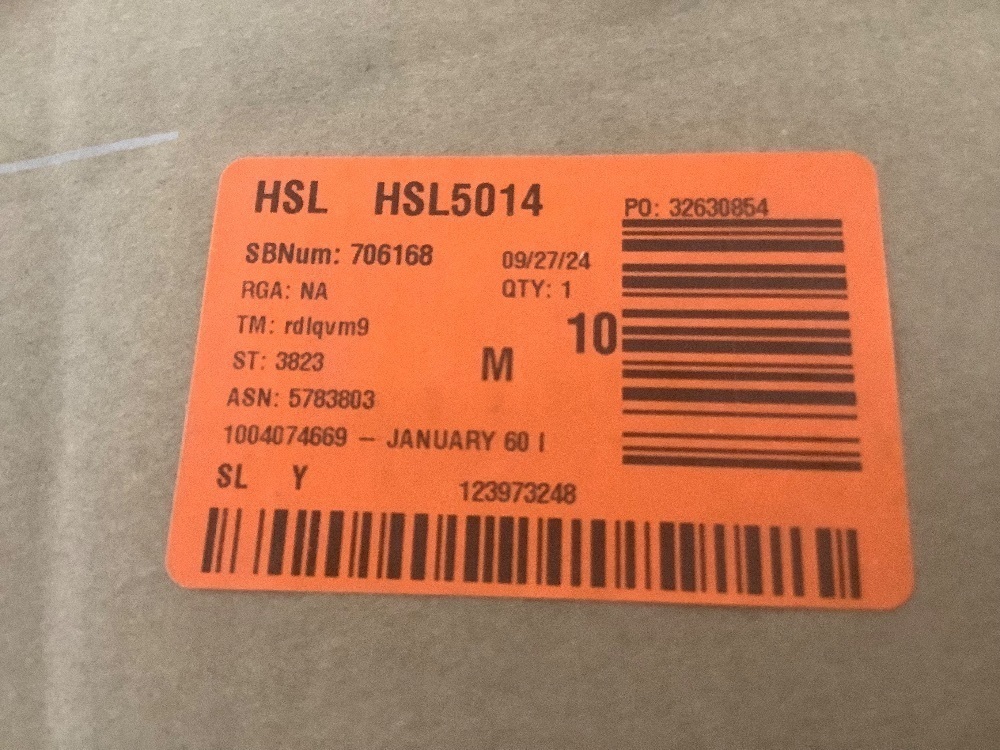 HSL HSL5014
PO: 32630854
SBNum: 706168 09/27/24
RGA: NA QTY: 1
TM: rdlqvm9
10
ST: 3823 M
ASN: 5783803
1004074669 – JANUARY 60 I
SL Y
123973248